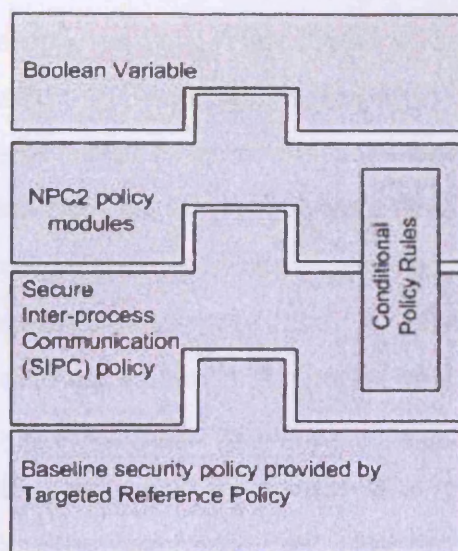 Boolean Variable
NPC2 policy
modules
Conditional
Policy Rules
Secure
Inter-process
Communication
(SIPC) policy
Baseline security policy provided by
Targeted Reference Policy